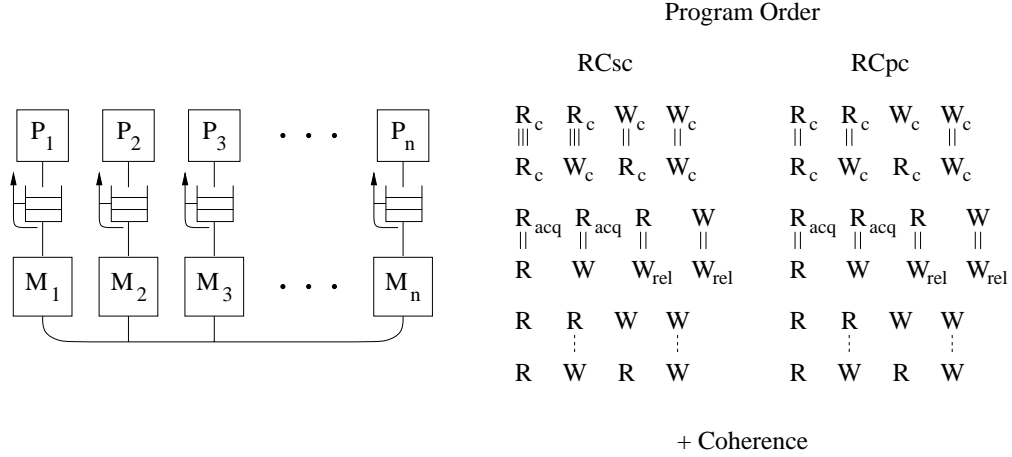 Program Order
RCsc RCpc
P1 P2 P3 . . . Pn
M1 M2 M3 . . . Mn
Rc Rc Wc Wc Rc Rc Wc Wc
Rc Wc Rc Wc Rc Wc Rc Wc
Racq Racq R W Racq Racq R W
R W Wrel Wrel R W Wrel Wrel
R R W W R R W W
R W R W R W R W
+ Coherence